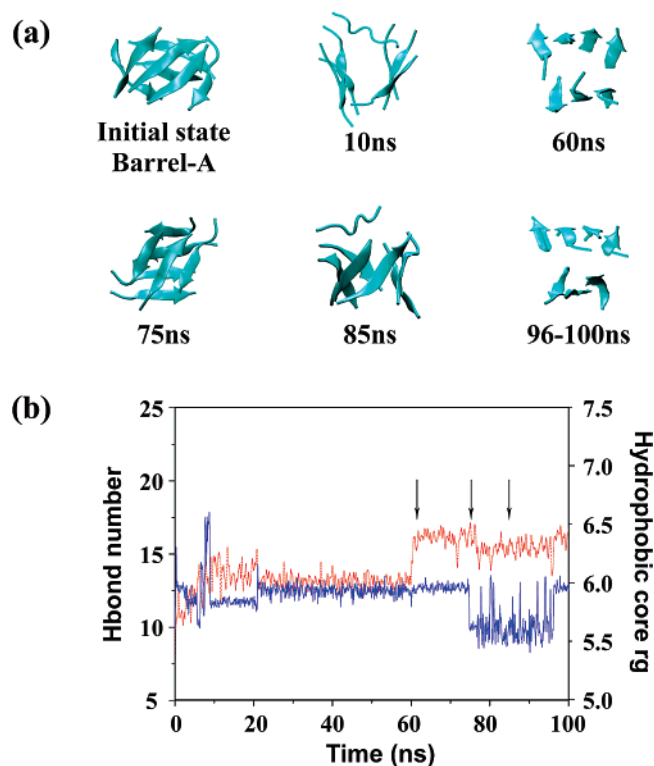 (a)
Initial state
Barrel-A
10ns
60ns
75ns
85ns
96-100ns
(b)
25
20
15
10
5
Hbond number
7.5
7.0
6.5
6.0
5.5
5.0
Hydrophobic core rg
0 20 40 60 80 100
Time (ns)